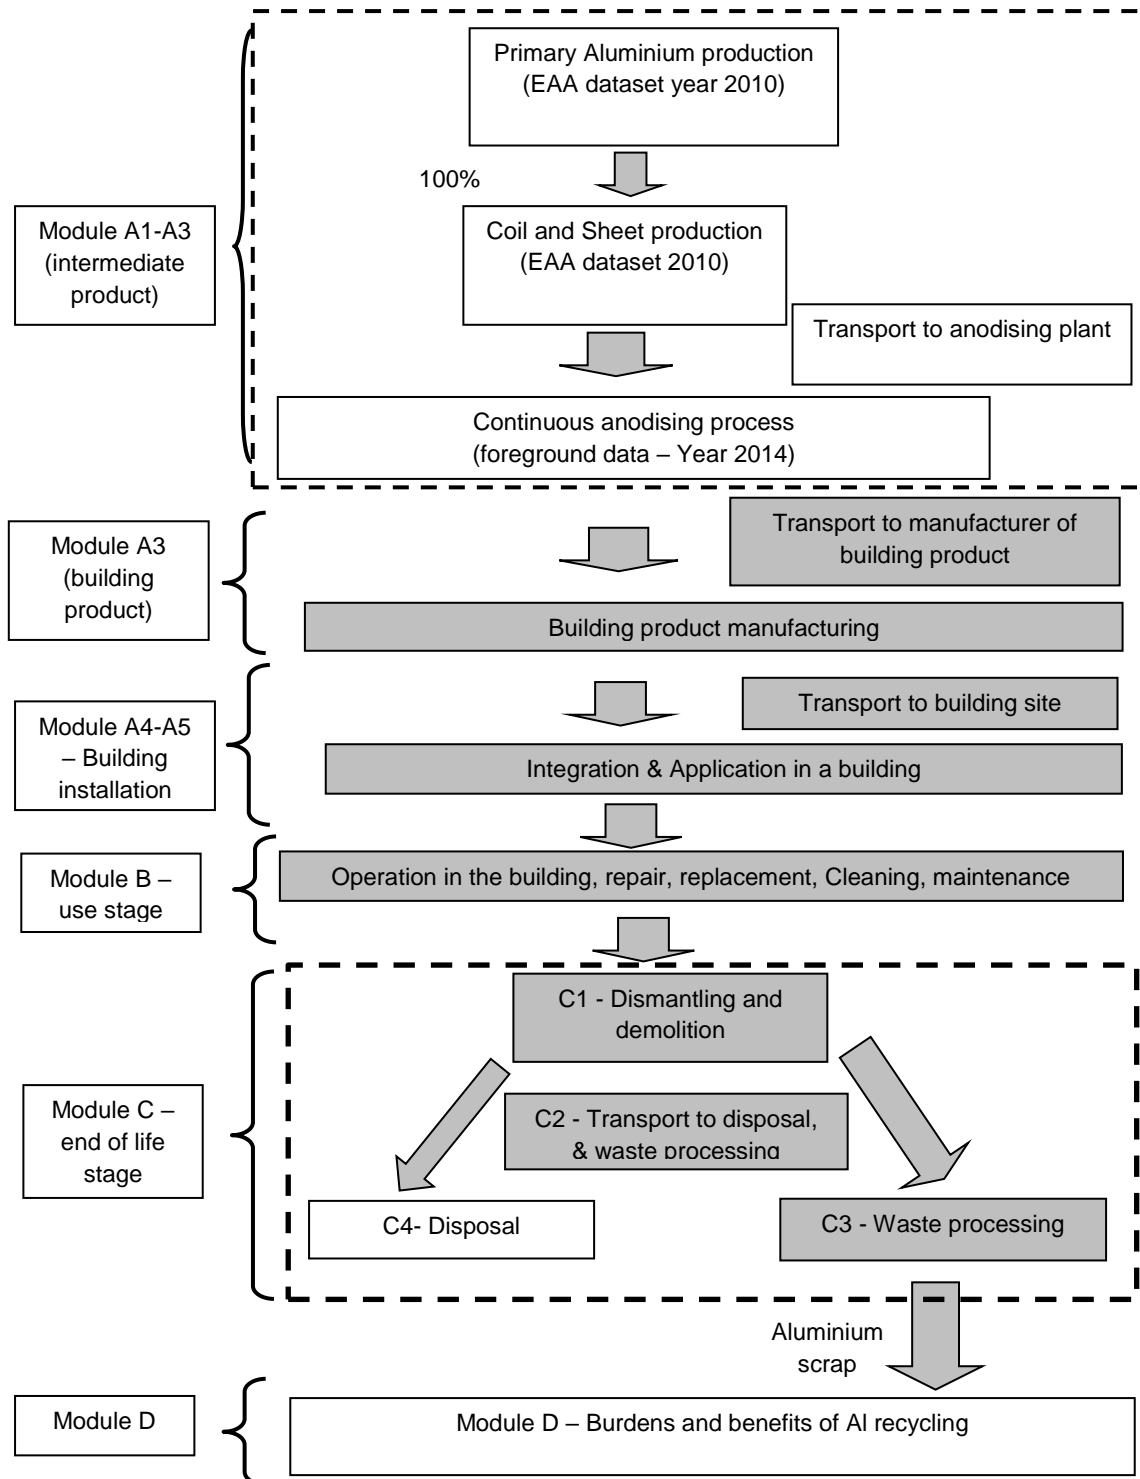 Primary Aluminium production
(EAA dataset year 2010)
100%
Module A1-A3
(intermediate
product)
Coil and Sheet production
(EAA dataset 2010)
Transport to anodising plant
Continuous anodising process
(foreground data – Year 2014)
Module A3
(building
product)
Transport to manufacturer of
building product
Building product manufacturing
Module A4-A5
– Building
installation
Transport to building site
Integration & Application in a building
Module B –
use stage
Operation in the building, repair, replacement, Cleaning, maintenance
Module C –
end of life
stage
C1 - Dismantling and
demolition
C2 - Transport to disposal,
& waste processing
C4- Disposal
C3 - Waste processing
Aluminium
scrap
Module D
Module D – Burdens and benefits of Al recycling